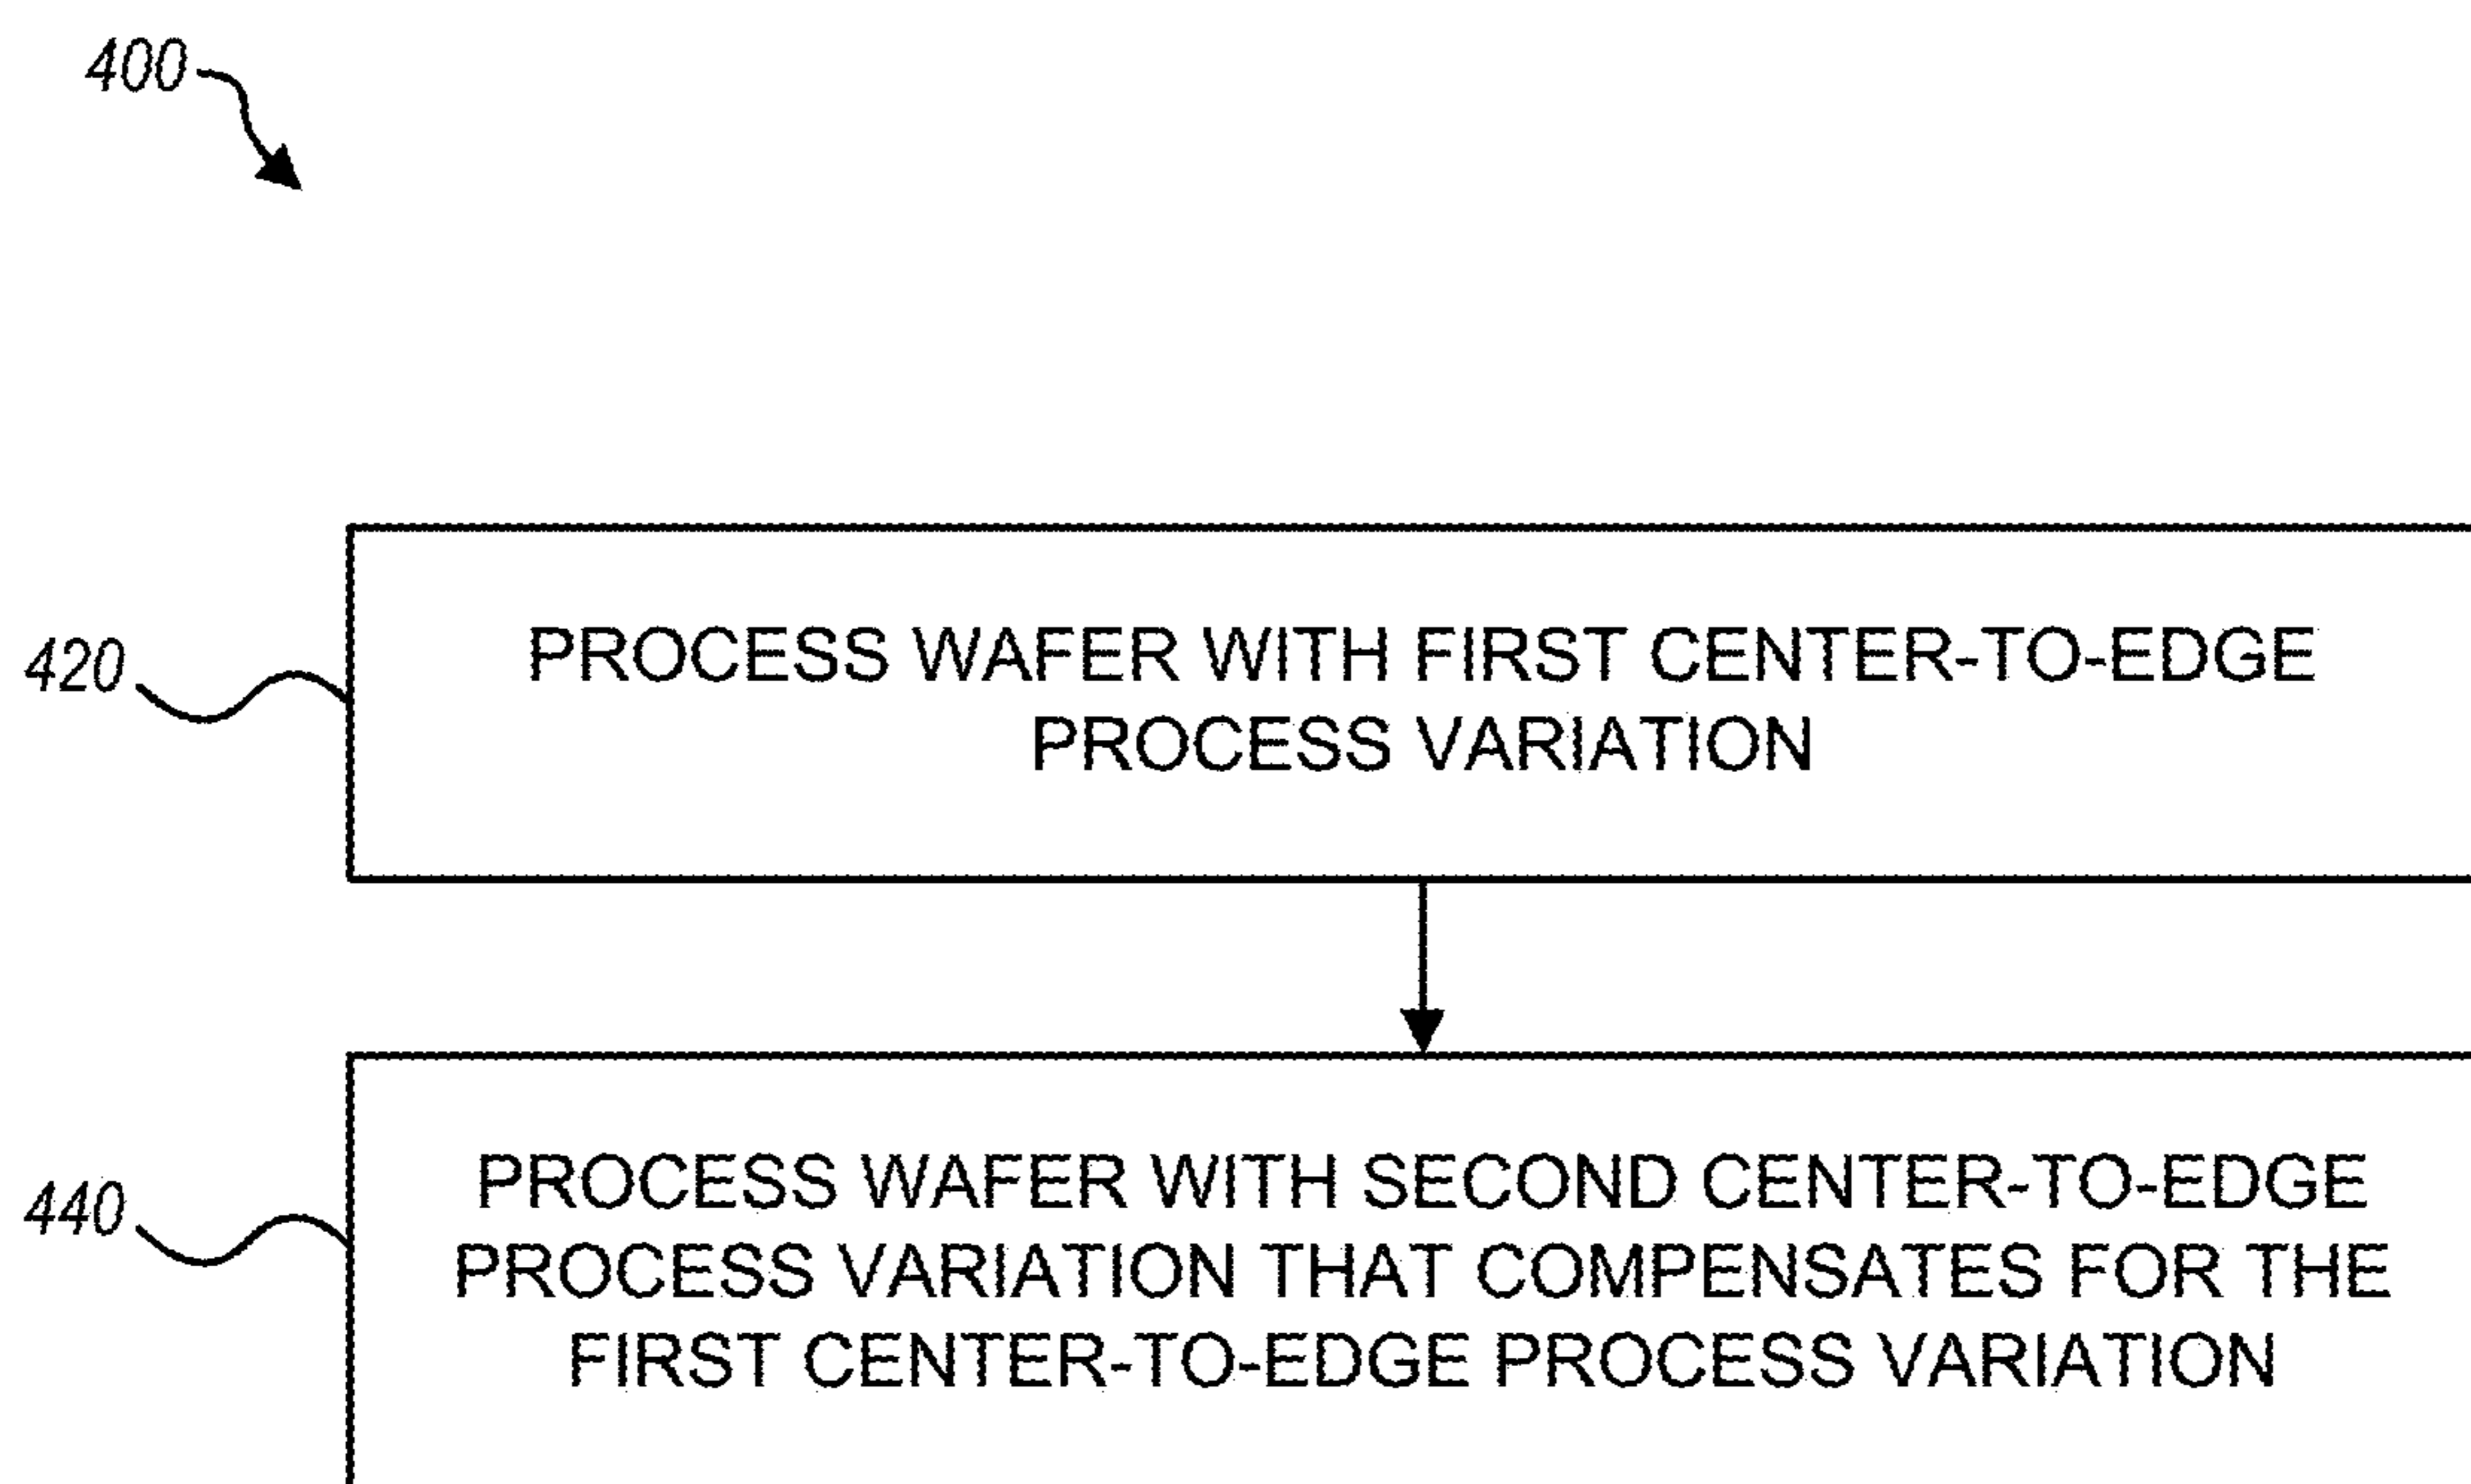 400
420
PROCESS WAFER WITH FIRST CENTER-TO-EDGE
PROCESS VARIATION
440
PROCESS WAFER WITH SECOND CENTER-TO-EDGE
PROCESS VARIATION THAT COMPENSATES FOR THE
FIRST CENTER-TO-EDGE PROCESS VARIATION